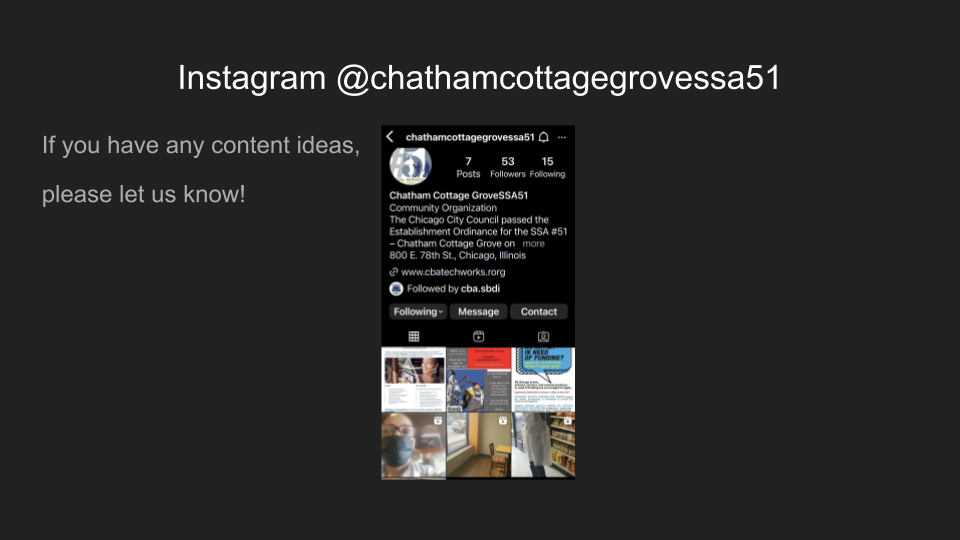 Instagram @chathamcottagegrovessa51
If you have any content ideas,
please let us know!
chathamcottagegrovessa51
51
7 53 15
Posts Followers Following
Chatham Cottage GroveSSA51
Community Organization
The Chicago City Council passed the
Establishment Ordinance for the SSA #51
– Chatham Cottage Grove on more
800 E. 78th St., Chicago, Illinois
www.cbatechworks.rorg
Followed by cba.sbdi
Following Message Contact
IN NEED
OF FUNDING?